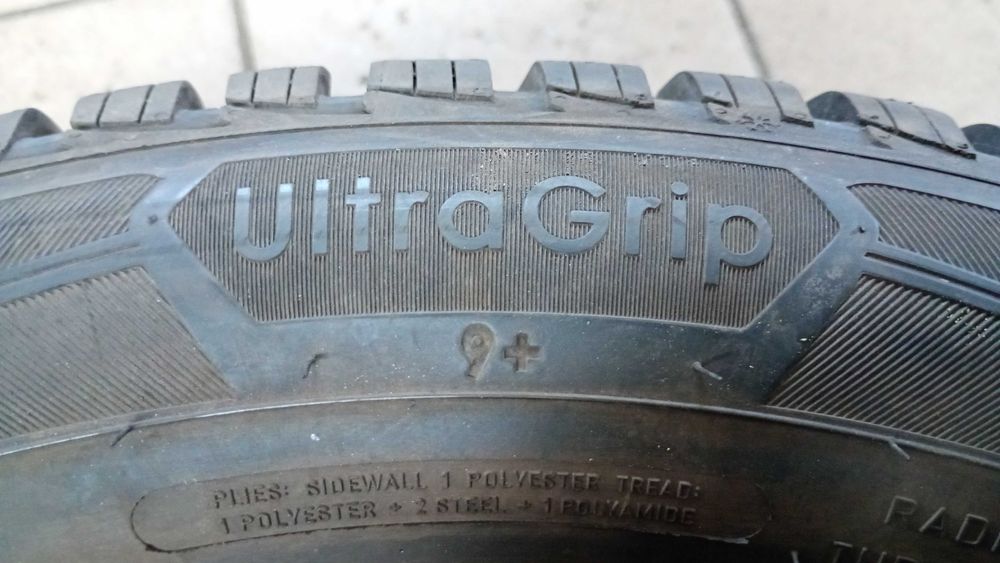 UltraGrip
9+
PLIES: SIDEWALL 1 POLYESTER TREAD:
1 POLYESTER + 2 STEEL + 1 POLYAMIDE